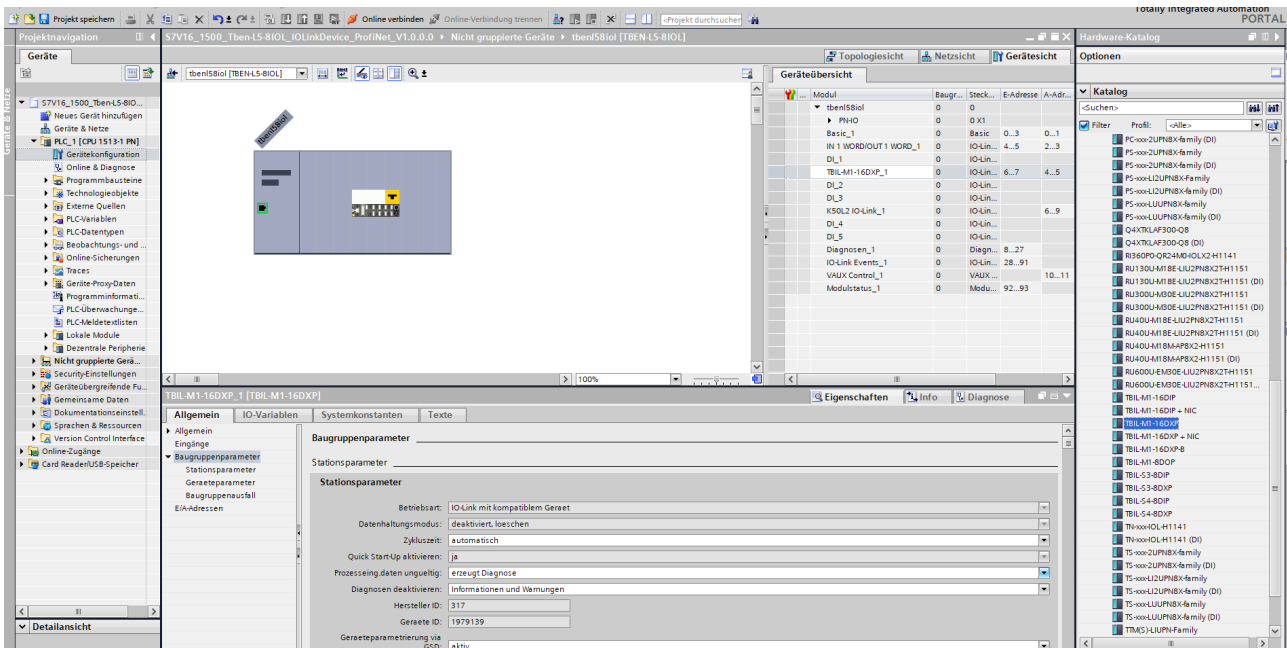 Totally Integrated Automation
PORTAL
Projekt speichern
Online verbinden
Online-Verbindung trennen
<Projekt durchsuchen
Projektnavigation
S7V16_1500_Tben-L5-8IOL_IOLinkDevice_ProfiNet_V1.0.0.0 › Nicht gruppierte Geräte › tbenl58iol [TBEN-L5-8IOL]
Hardware-Katalog
Geräte
Topologiesicht
Netzsicht
Gerätesicht
Optionen
Geräte & Netze
tbenl58iol [TBEN-L5-8IOL]
Geräteübersicht
S7V16_1500_Tben-L5-8IO...
Neues Gerät hinzufügen
Geräte & Netze
PLC_1 [CPU 1513-1 PN]
Gerätekonfiguration
Online & Diagnose
Programmbausteine
Technologieobjekte
Externe Quellen
PLC-Variablen
PLC-Datentypen
Beobachtungs- und ...
Online-Sicherungen
Traces
Geräte-Proxy-Daten
Programminformati...
PLC-Überwachunge...
PLC-Meldetextlisten
Lokale Module
Dezentrale Peripherie
Nicht gruppierte Gerä...
Security-Einstellungen
Geräteübergreifende Fu...
Gemeinsame Daten
Dokumentationseinstell...
Sprachen & Ressourcen
Version Control Interface
Online-Zugänge
Card Reader/USB-Speicher
Detailansicht
tbenl58iol
100%
... Modul Baugr... Steck... E-Adresse A-Adr...
tbenl58iol 0 0
PN-IO 0 0 X1
Basic_1 0 Basic 0...3 0...1
IN 1 WORD/OUT 1 WORD_1 0 IO-Lin... 4...5 2...3
DI_1 0 IO-Lin...
TBIL-M1-16DXP_1 0 IO-Lin... 6...7 4...5
DI_2 0 IO-Lin...
DI_3 0 IO-Lin...
K50L2 IO-Link_1 0 IO-Lin... 6...9
DI_4 0 IO-Lin...
DI_5 0 IO-Lin...
Diagnosen_1 0 Diagn... 8...27
IO-Link Events_1 0 IO-Lin... 28...91
VAUX Control_1 0 VAUX ... 10...11
Modulstatus_1 0 Modu... 92...93
TBIL-M1-16DXP_1 [TBIL-M1-16DXP]
Eigenschaften
Info
Diagnose
Allgemein
IO-Variablen
Systemkonstanten
Texte
Allgemein
Eingänge
Baugruppenparameter
Stationsparameter
Geraeteparameter
Baugruppenausfall
E/A-Adressen
Baugruppenparameter
Stationsparameter
Stationsparameter
Betriebsart: IO-Link mit kompatiblem Geraet
Datenhaltungsmodus: deaktiviert, loeschen
Zykluszeit: automatisch
Quick Start-Up aktivieren: ja
Prozesseing.daten ungueltig: erzeugt Diagnose
Diagnosen deaktivieren: Informationen und Warnungen
Hersteller ID: 317
Geraete ID: 1979139
Geraeteparametrierung via
GSD: aktiv
Katalog
<Suchen>
Filter
Profil:
<Alle>
PC-xxx-2UPN8X-family (DI)
PS-xxx-2UPN8X-family
PS-xxx-2UPN8X-family (DI)
PS-xxx-LI2UPN8X-Family
PS-xxx-LI2UPN8X-family (DI)
PS-xxx-LUUPN8X-family
PS-xxx-LUUPN8X-family (DI)
Q4XTKLAF300-Q8
Q4XTKLAF300-Q8 (DI)
RI360P0-QR24M0-IOLX2-H1141
RU130U-M18E-LIU2PN8X2T-H1151
RU130U-M18E-LIU2PN8X2T-H1151 (DI)
RU300U-M30E-LIU2PN8X2T-H1151
RU300U-M30E-LIU2PN8X2T-H1151 (DI)
RU40U-M18E-LIU2PN8X2T-H1151
RU40U-M18E-LIU2PN8X2T-H1151 (DI)
RU40U-M18M-AP8X2-H1151
RU40U-M18M-AP8X2-H1151 (DI)
RU600U-EM30E-LIU2PN8X2T-H1151
RU600U-EM30E-LIU2PN8X2T-H1151...
TBIL-M1-16DIP
TBIL-M1-16DIP + NIC
TBIL-M1-16DXP
TBIL-M1-16DXP + NIC
TBIL-M1-16DXP-B
TBIL-M1-8DOP
TBIL-S3-8DIP
TBIL-S3-8DXP
TBIL-S4-8DIP
TBIL-S4-8DXP
TN-xxx-IOL-H1141
TN-xxx-IOL-H1141 (DI)
TS-xxx-2UPN8X-family
TS-xxx-2UPN8X-family (DI)
TS-xxx-LI2UPN8X-Family
TS-xxx-LI2UPN8X-family (DI)
TS-xxx-LUUPN8X-family
TS-xxx-LUUPN8X-family (DI)
TTM(S)-LIUPN-Family